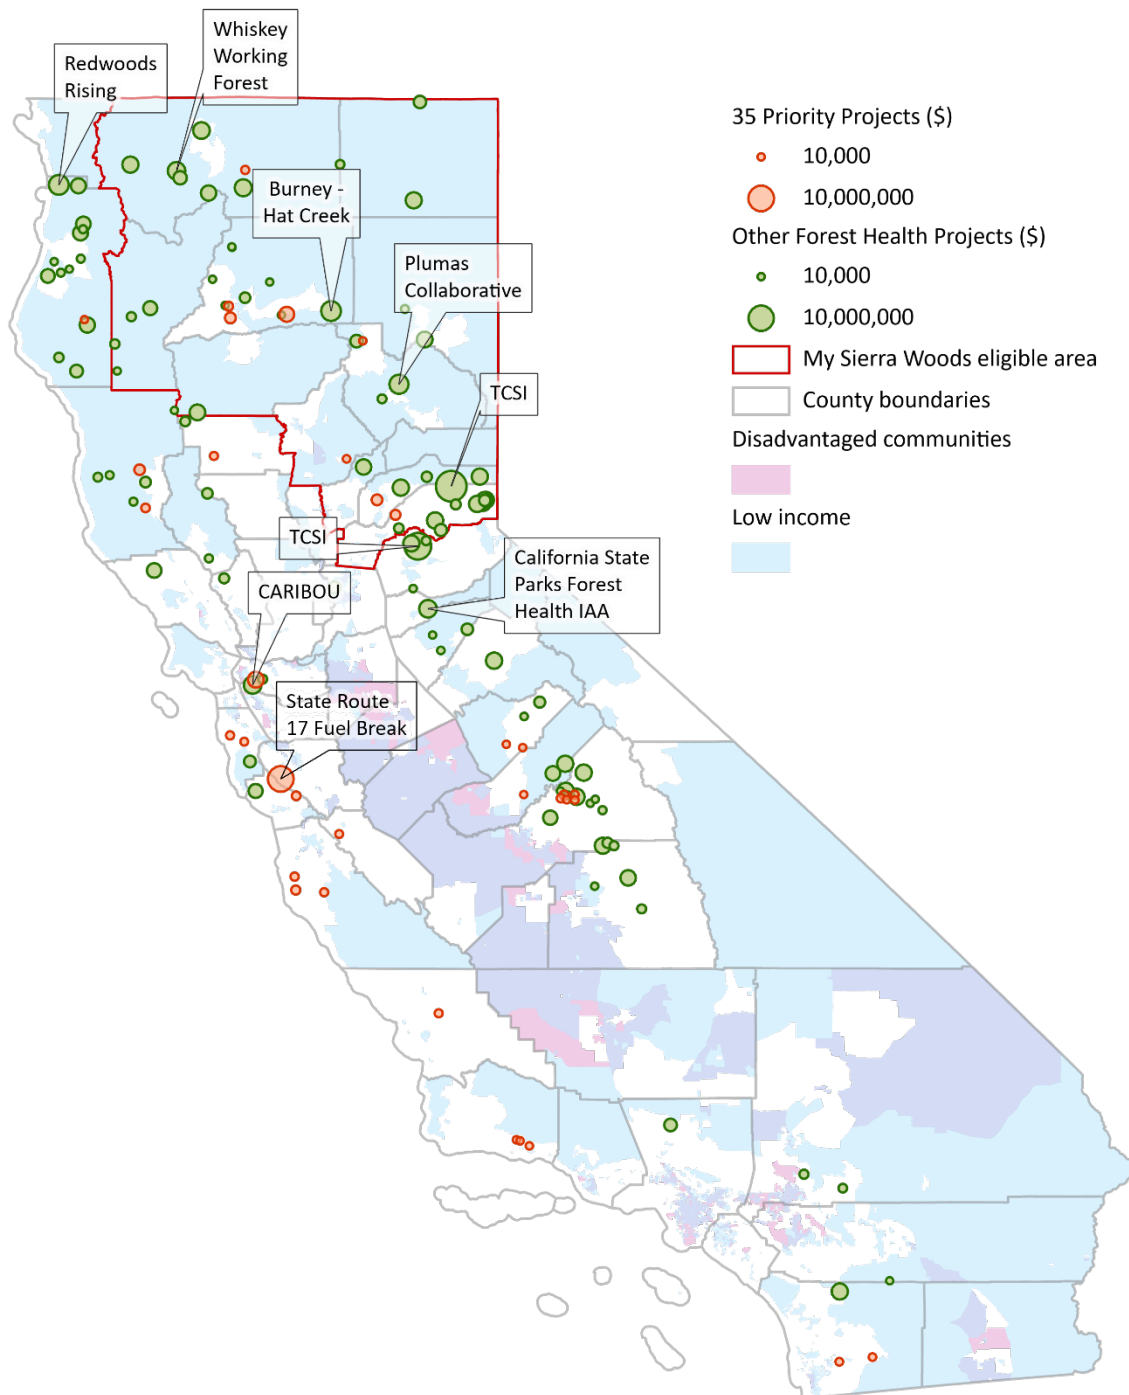 Whiskey
Working
Forest
Redwoods
Rising
Burney -
Hat Creek
Plumas
Collaborative
TCSI
TCSI
California State
Parks Forest
Health IAA
CARIBOU
State Route
17 Fuel Break
35 Priority Projects ($)
10,000
10,000,000
Other Forest Health Projects ($)
10,000
10,000,000
My Sierra Woods eligible area
County boundaries
Disadvantaged communities
Low income